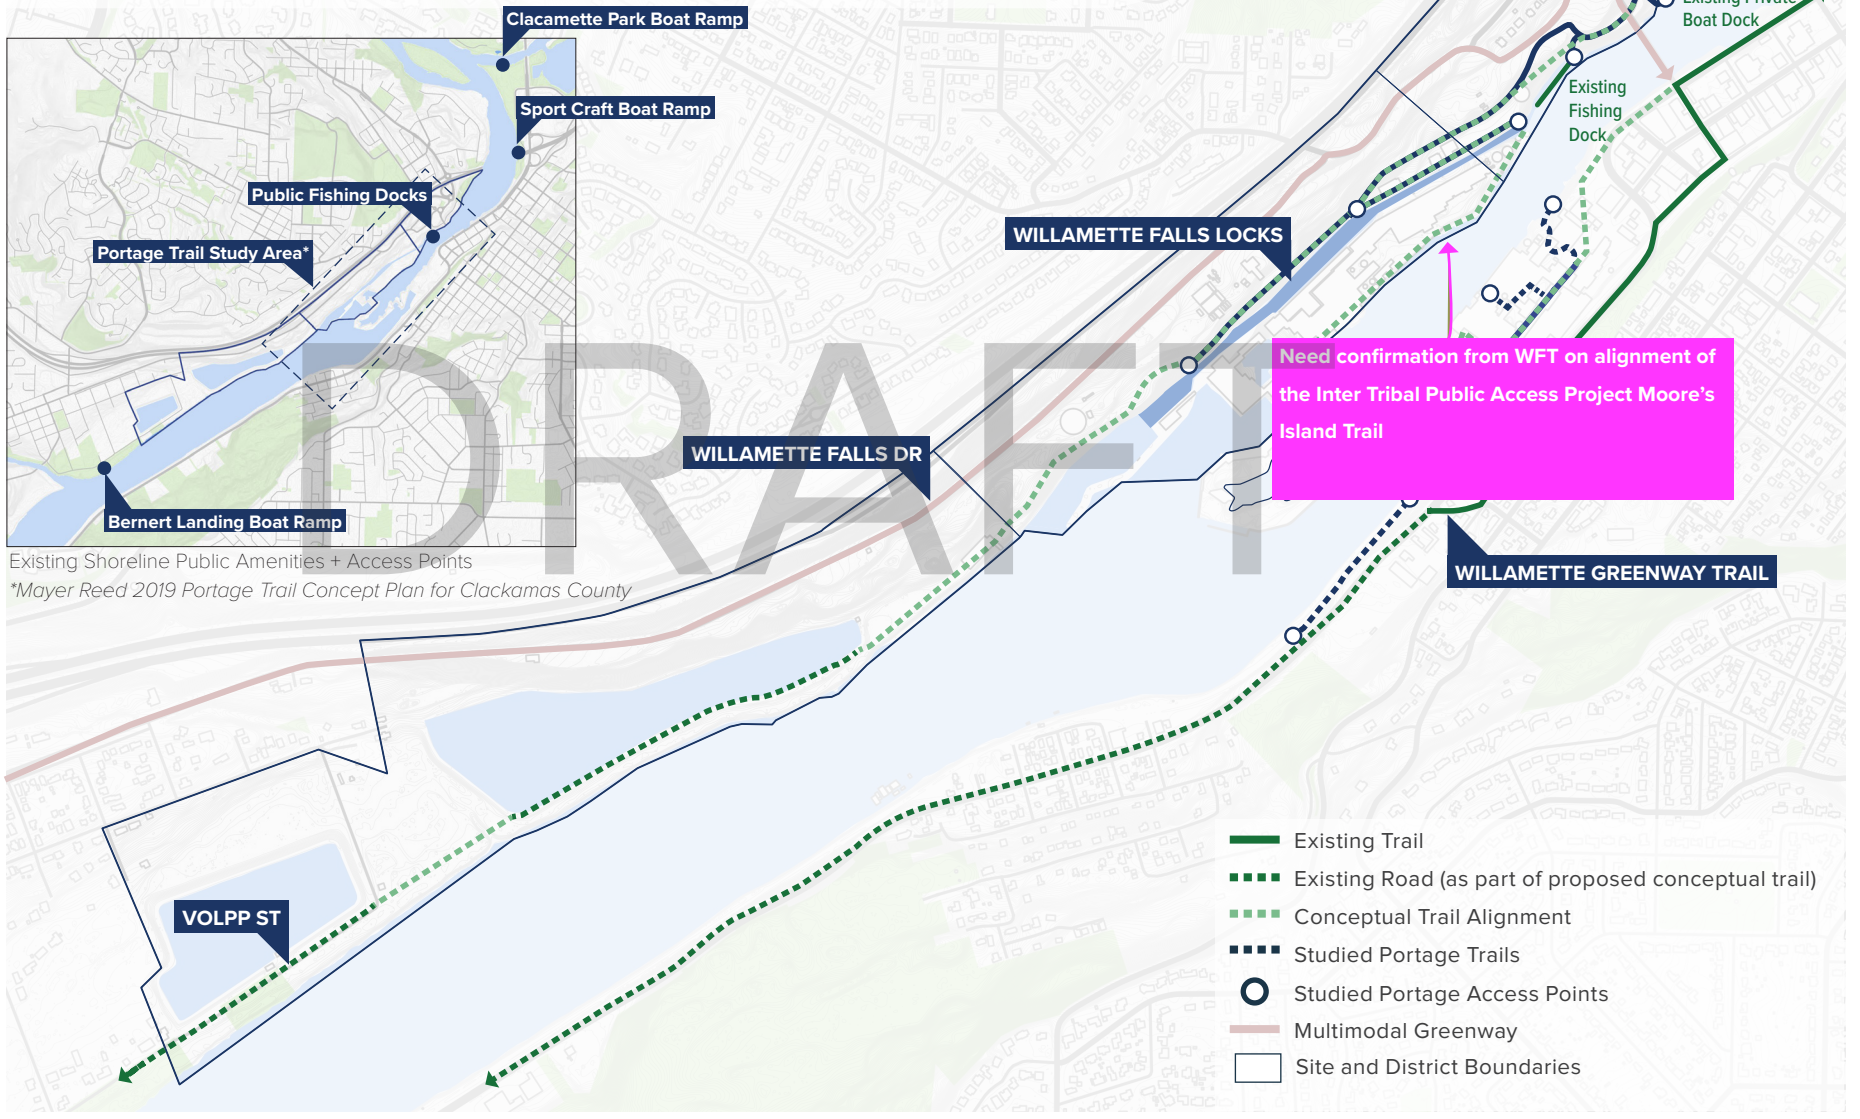 Clacamette Park Boat Ramp
Sport Craft Boat Ramp
Public Fishing Docks
Portage Trail Study Area*
Bernert Landing Boat Ramp
Existing Shoreline Public Amenities + Access Points
*Mayer Reed 2019 Portage Trail Concept Plan for Clackamas County
Existing Private
Boat Dock
Existing
Fishing
Dock
WILLAMETTE FALLS LOCKS
DRAFT
Need confirmation from WFT on alignment of
the Inter Tribal Public Access Project Moore's
Island Trail
WILLAMETTE FALLS DR
WILLAMETTE GREENWAY TRAIL
VOLPP ST
Existing Trail
Existing Road (as part of proposed conceptual trail)
Conceptual Trail Alignment
Studied Portage Trails
Studied Portage Access Points
Multimodal Greenway
Site and District Boundaries